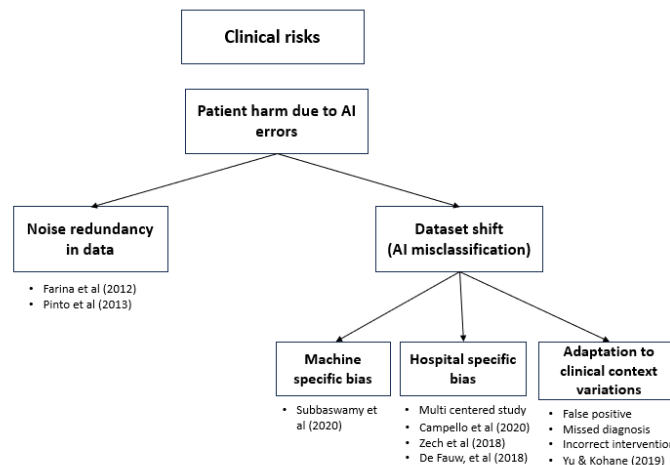 Clinical risks
Patient harm due to AI
errors
Noise redundancy
in data
• Farina et al (2012)
• Pinto et al (2013)
Dataset shift
(AI misclassification)
Machine
specific bias
• Subbaswamy et
al (2020)
Hospital specific
bias
• Multi centered study
• Campello et al (2020)
• Zech et al (2018)
• De Fauw, et al (2018)
Adaptation to
clinical context
variations
• False positive
• Missed diagnosis
• Incorrect intervention
• Yu & Kohane (2019)